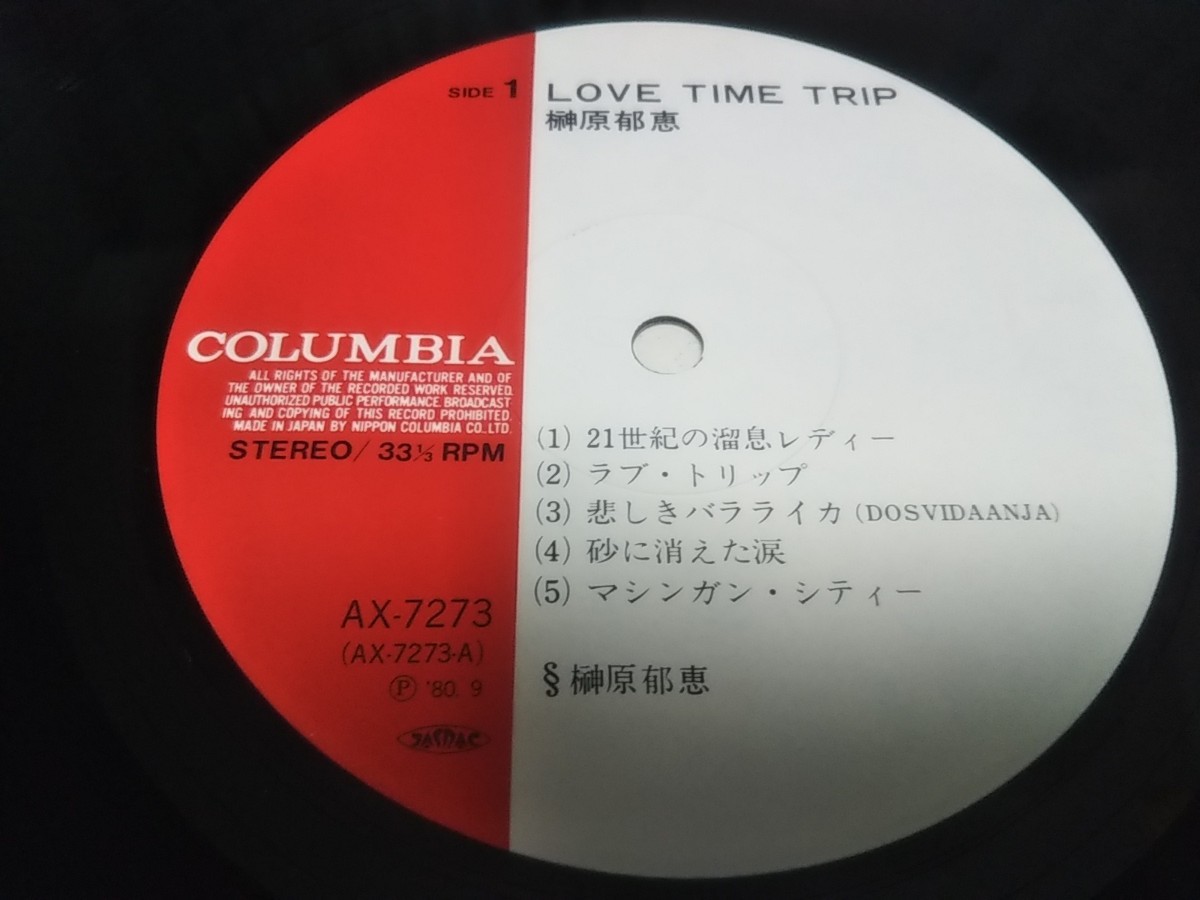 SIDE 1
LOVE TIME TRIP
榊原郁恵
COLUMBIA
ALL RIGHTS OF THE MANUFACTURER AND OF
THE OWNER OF THE RECORDED WORK RESERVED.
UNAUTHORIZED PUBLIC PERFORMANCE. BROADCAST
ING AND COPYING OF THIS RECORD PROHIBITED.
MADE IN JAPAN BY NIPPON COLUMBIA CO., LTD.
STEREO/ 33⅓ RPM
(1) 21世紀の溜息レディー
(2) ラブ・トリップ
(3) 悲しきバラライカ (DOSVIDAANJA)
(4) 砂に消えた涙
(5) マシンガン・シティー
AX-7273
(AX-7273-A)
Ⓟ '80. 9
JASRAC
§ 榊原郁恵